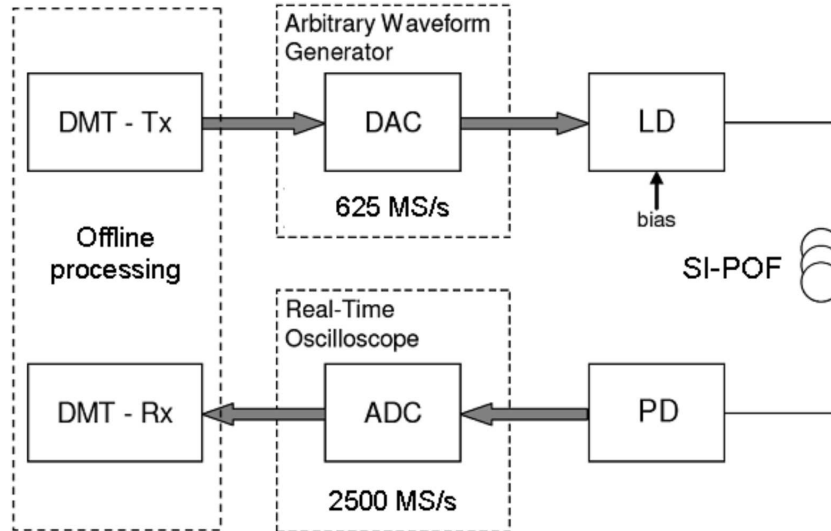 Arbitrary Waveform
Generator
DMT - Tx
DAC
LD
625 MS/s
bias
Offline
processing
SI-POF
Real-Time
Oscilloscope
DMT - Rx
ADC
PD
2500 MS/s